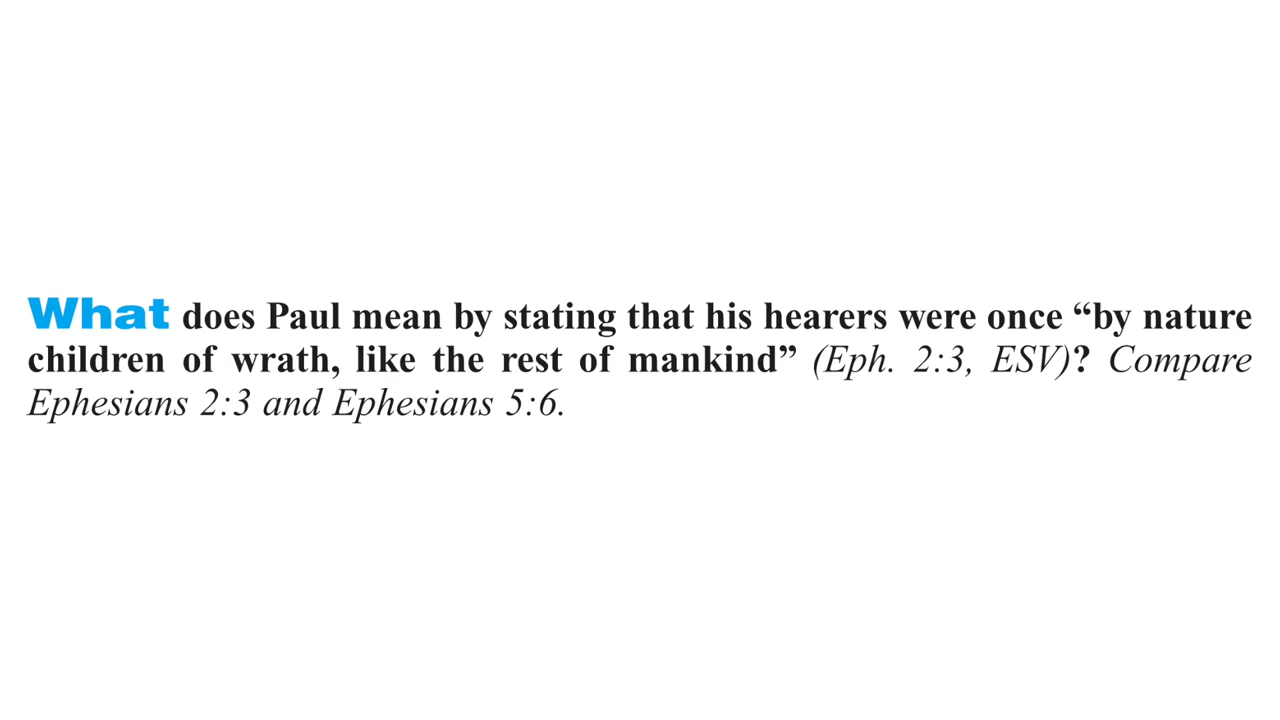 What does Paul mean by stating that his hearers were once “by nature
children of wrath, like the rest of mankind” (Eph. 2:3, ESV)? Compare
Ephesians 2:3 and Ephesians 5:6.